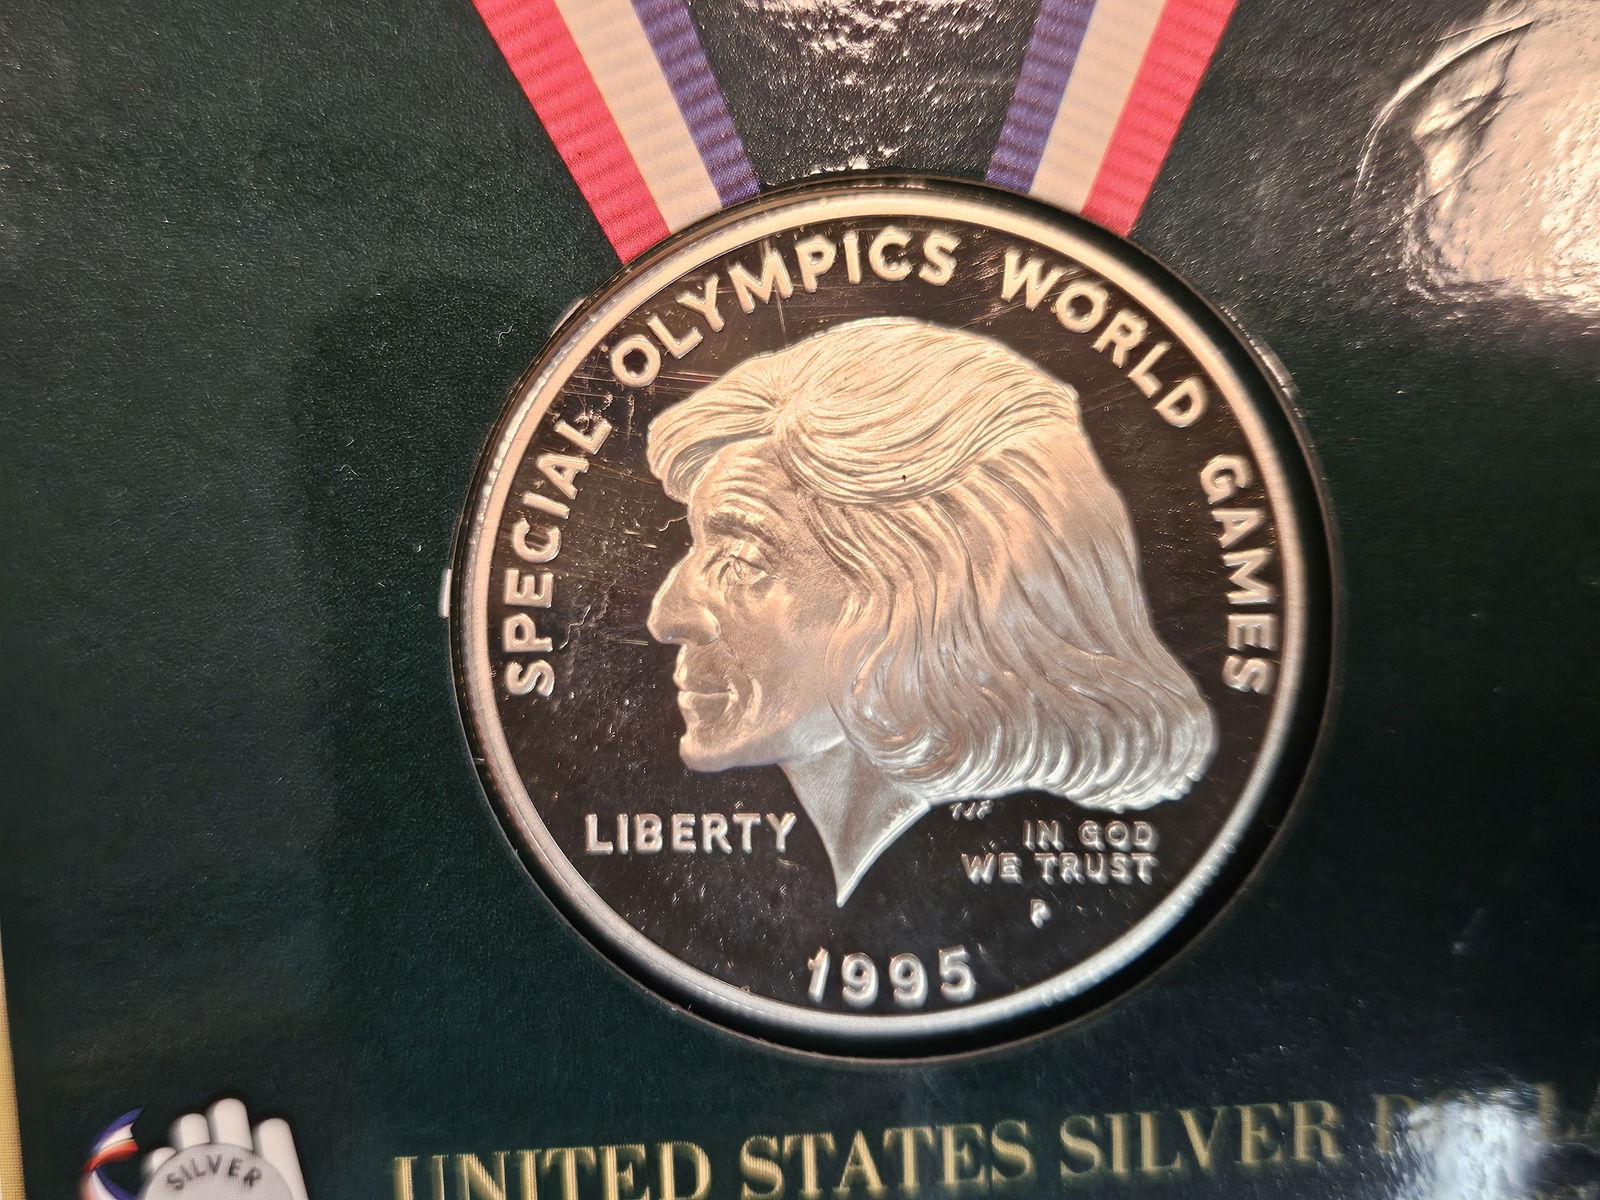 SPECIAL OLYMPICS WORLD GAMES
LIBERTY
TJF
IN GOD
WE TRUST
P
1995
UNITED STATES SILVER
SILVER